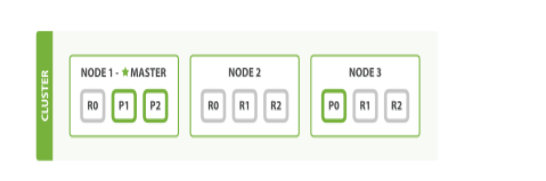 CLUSTER
NODE 1 - ★ MASTER
R0 P1 P2
NODE 2
R0 R1 R2
NODE 3
P0 R1 R2